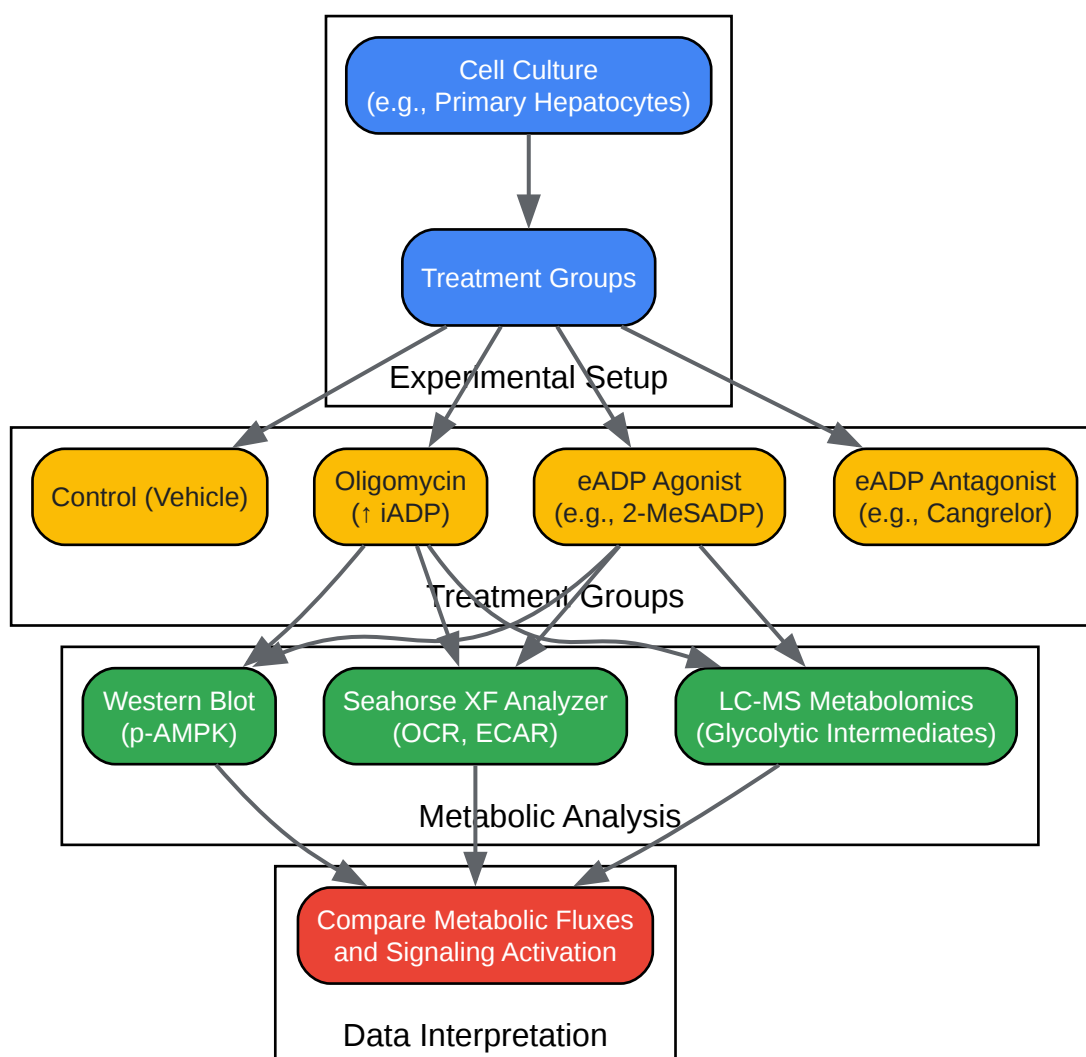 Cell Culture
(e.g., Primary Hepatocytes)
Treatment Groups
Experimental Setup
Control (Vehicle)
Oligomycin
(↑ iADP)
eADP Agonist
(e.g., 2-MeSADP)
eADP Antagonist
(e.g., Cangrelor)
Treatment Groups
Western Blot
(p-AMPK)
Seahorse XF Analyzer
(OCR, ECAR)
LC-MS Metabolomics
(Glycolytic Intermediates)
Metabolic Analysis
Compare Metabolic Fluxes
and Signaling Activation
Data Interpretation